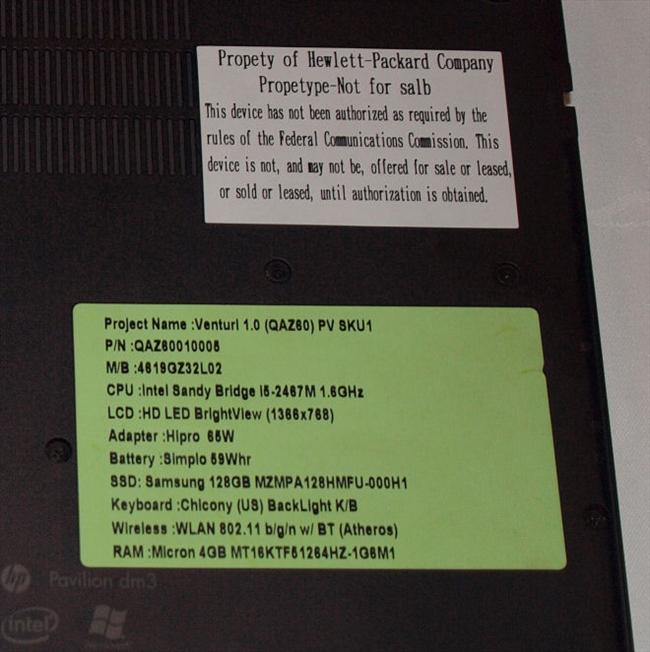 Propety of Hewlett-Packard Company
Propetype-Not for salb
This device has not been authorized as required by the
rules of the Federal Communications Commission. This
device is not, and may not be, offered for sale or leased,
or sold or leased, until authorization is obtained.
Project Name :Venturi 1.0 (QAZ60) PV SKU1
P/N :QAZ60010005
M/B :4619GZ32L02
CPU :Intel Sandy Bridge i5-2467M 1.6GHz
LCD :HD LED BrightView (1366x768)
Adapter :Hipro 65W
Battery :Simplo 59Whr
SSD: Samsung 128GB MZMPA128HMFU-000H1
Keyboard :Chicony (US) BackLight K/B
Wireless :WLAN 802.11 b/g/n w/ BT (Atheros)
RAM :Micron 4GB MT16KTF51264HZ-1G6M1
hp Pavilion dm3
intel